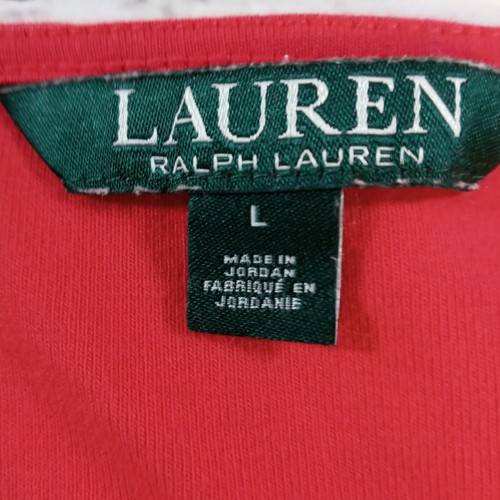 LAUREN
RALPH LAUREN
L
MADE IN
JORDAN
FABRIQUÉ EN
JORDANIE